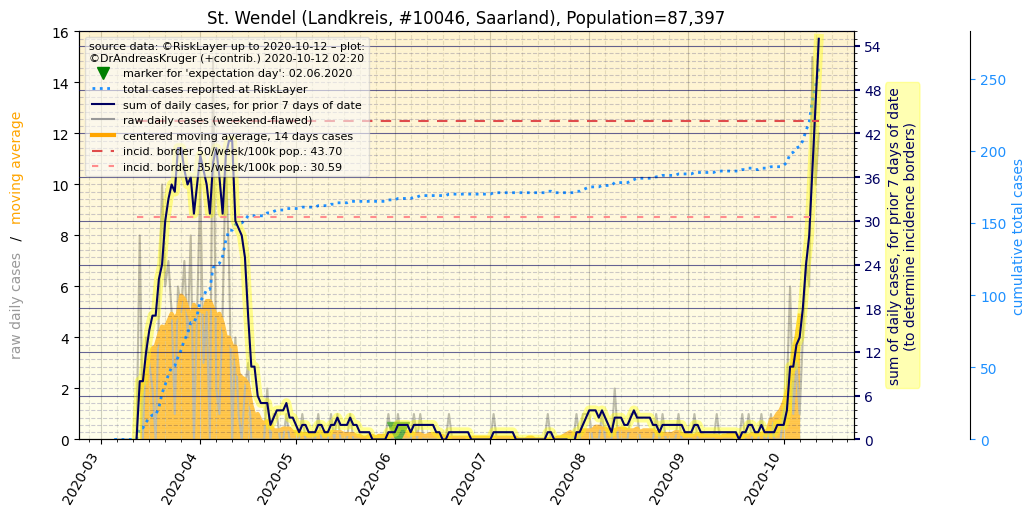 St. Wendel (Landkreis, #10046, Saarland), Population=87,397
source data: ©RiskLayer up to 2020-10-12 – plot:
©DrAndreasKruger (+contrib.) 2020-10-12 02:20
marker for 'expectation day': 02.06.2020
total cases reported at RiskLayer
sum of daily cases, for prior 7 days of date
raw daily cases (weekend-flawed)
centered moving average, 14 days cases
incid. border 50/week/100k pop.: 43.70
incid. border 35/week/100k pop.: 30.59
raw daily cases / moving average
16
14
12
10
8
6
4
2
0
54
48
42
36
30
24
18
12
6
0
sum of daily cases, for prior 7 days of date
(to determine, incidence borders)
250
200
150
100
50
0
cumulative total cases
2020-03
2020-04
2020-05
2020-06
2020-07
2020-08
2020-09
2020-10